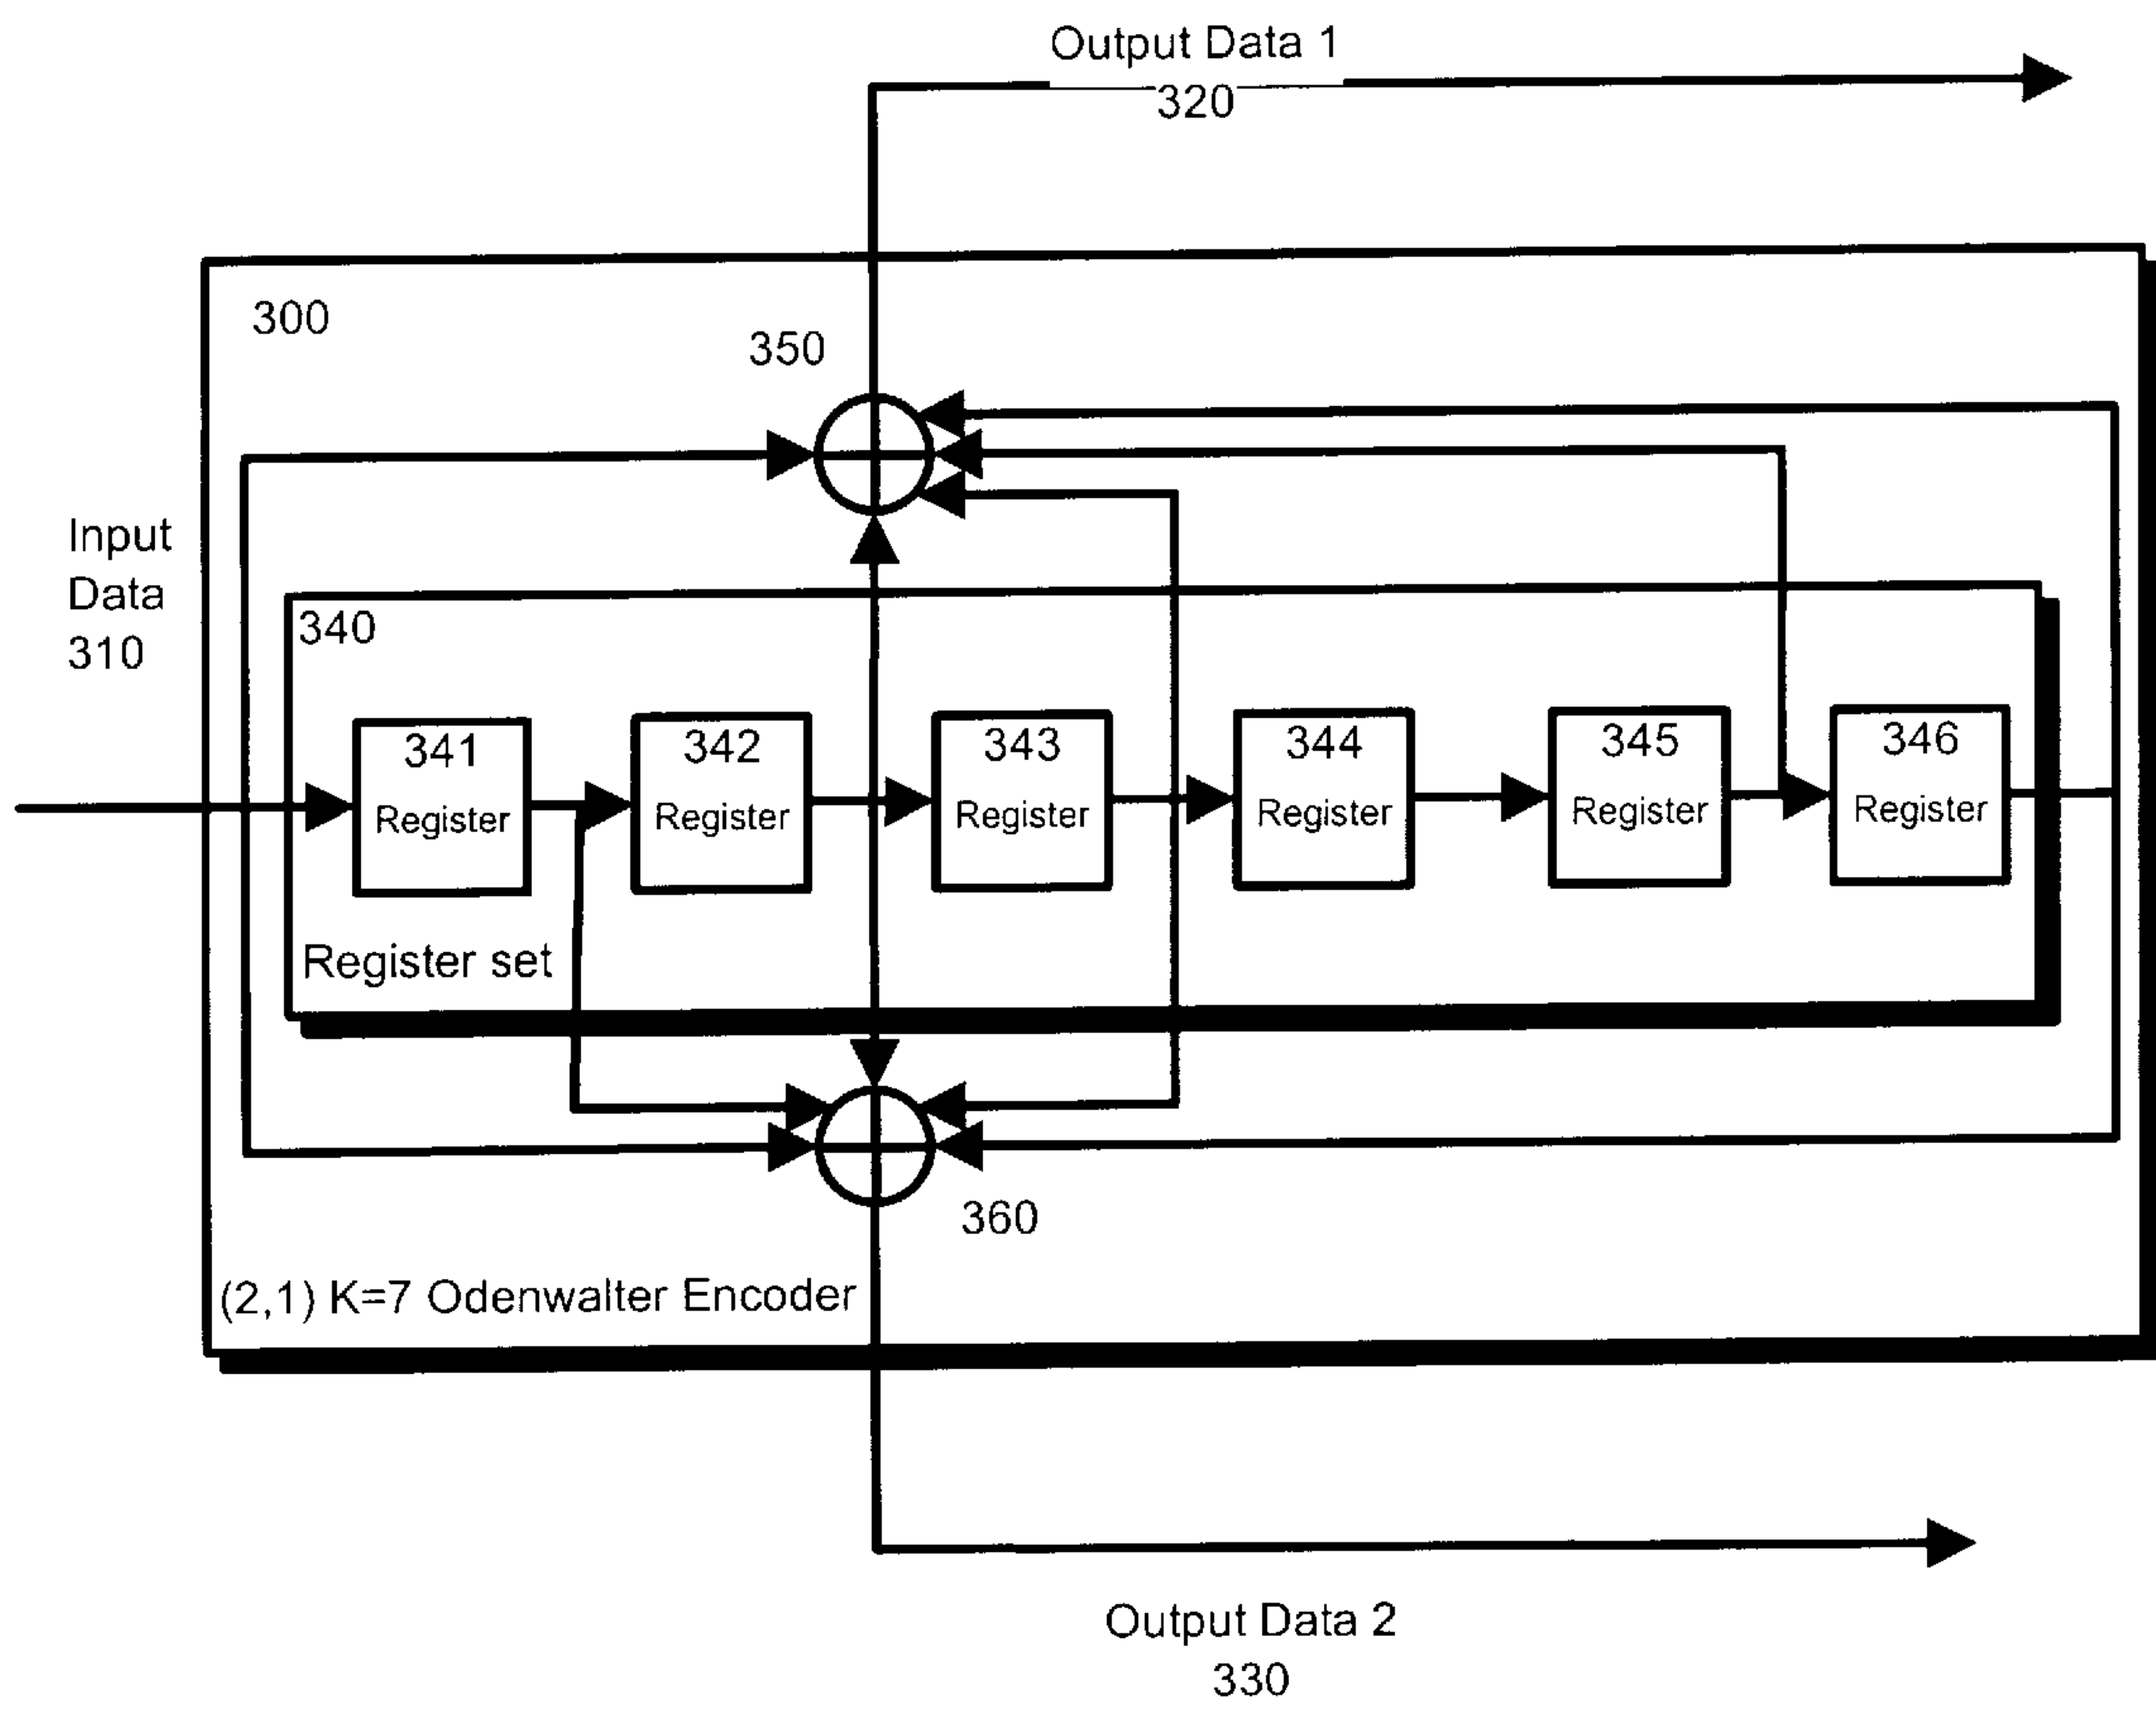 Output Data 1
320
300
350
Input
Data
310
340
341
Register
342
Register
343
Register
344
Register
345
Register
346
Register
Register set
360
(2,1) K=7 Odenwalter Encoder
Output Data 2
330